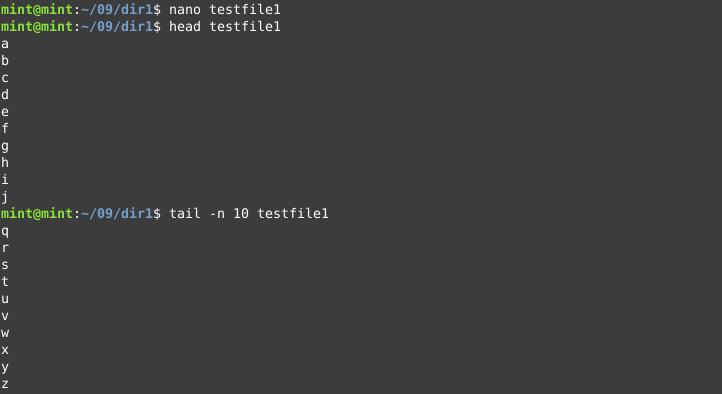 mint@mint:~/09/dir1$ nano testfile1
mint@mint:~/09/dir1$ head testfile1
a
b
c
d
e
f
g
h
i
j
mint@mint:~/09/dir1$ tail -n 10 testfile1
q
r
s
t
u
v
w
x
y
z